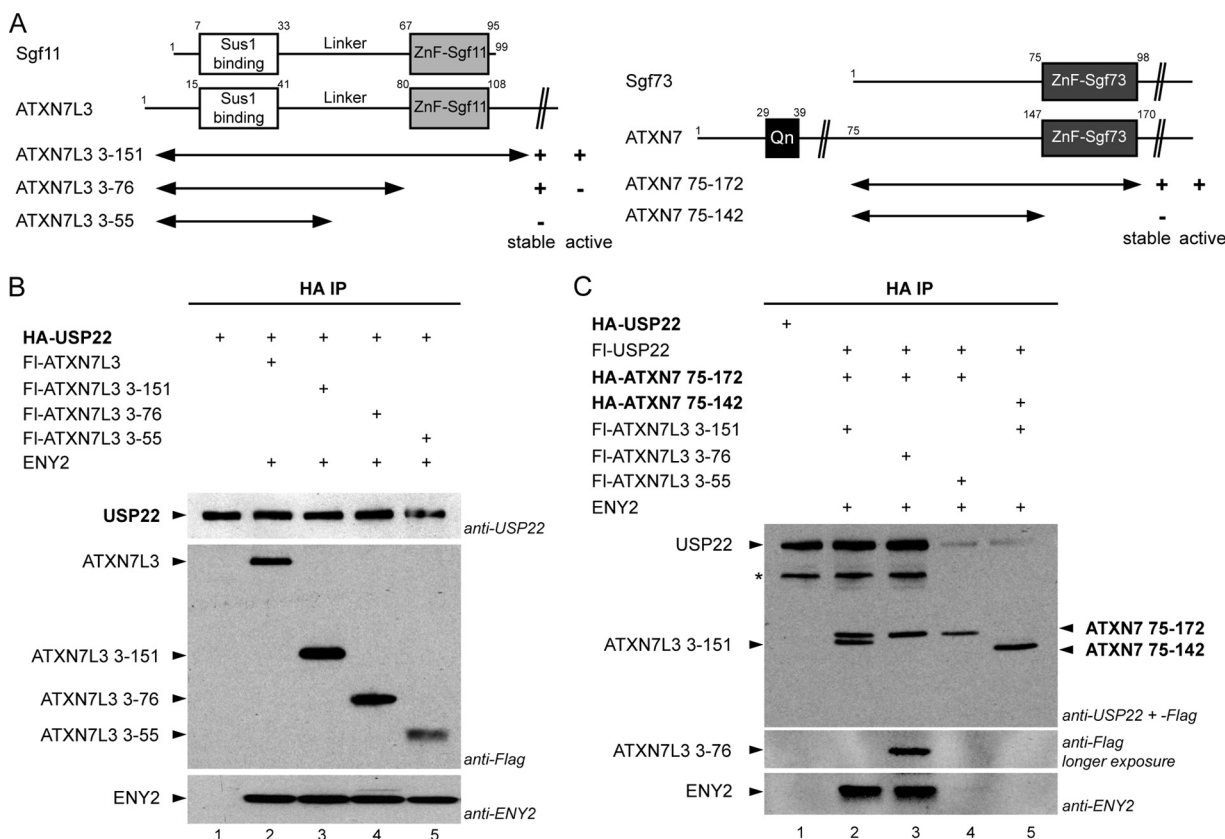 A
Sgf11
1
7
33
67
95
99
Sus1
binding
Linker
ZnF-Sgf11
ATXN7L3
1
15
41
80
108
Sus1
binding
Linker
ZnF-Sgf11
ATXN7L3 3-151
+ +
ATXN7L3 3-76
+ -
ATXN7L3 3-55
-
stable active
Sgf73
1
75
98
ZnF-Sgf73
ATXN7
1
29
39
Qn
75
147
170
ZnF-Sgf73
ATXN7 75-172
+ +
ATXN7 75-142
-
stable active
B
HA IP
HA-USP22 + + + + +
Fl-ATXN7L3 +
Fl-ATXN7L3 3-151 +
Fl-ATXN7L3 3-76 +
Fl-ATXN7L3 3-55 +
ENY2 + + + +
USP22
anti-USP22
ATXN7L3
ATXN7L3 3-151
ATXN7L3 3-76
ATXN7L3 3-55
anti-Flag
ENY2
anti-ENY2
1 2 3 4 5
C
HA IP
HA-USP22 +
Fl-USP22 + + + +
HA-ATXN7 75-172 + + +
HA-ATXN7 75-142 +
Fl-ATXN7L3 3-151 + +
Fl-ATXN7L3 3-76 +
Fl-ATXN7L3 3-55 +
ENY2 + + + +
USP22
*
ATXN7L3 3-151
ATXN7 75-172
ATXN7 75-142
anti-USP22 + -Flag
ATXN7L3 3-76
anti-Flag
longer exposure
ENY2
anti-ENY2
1 2 3 4 5